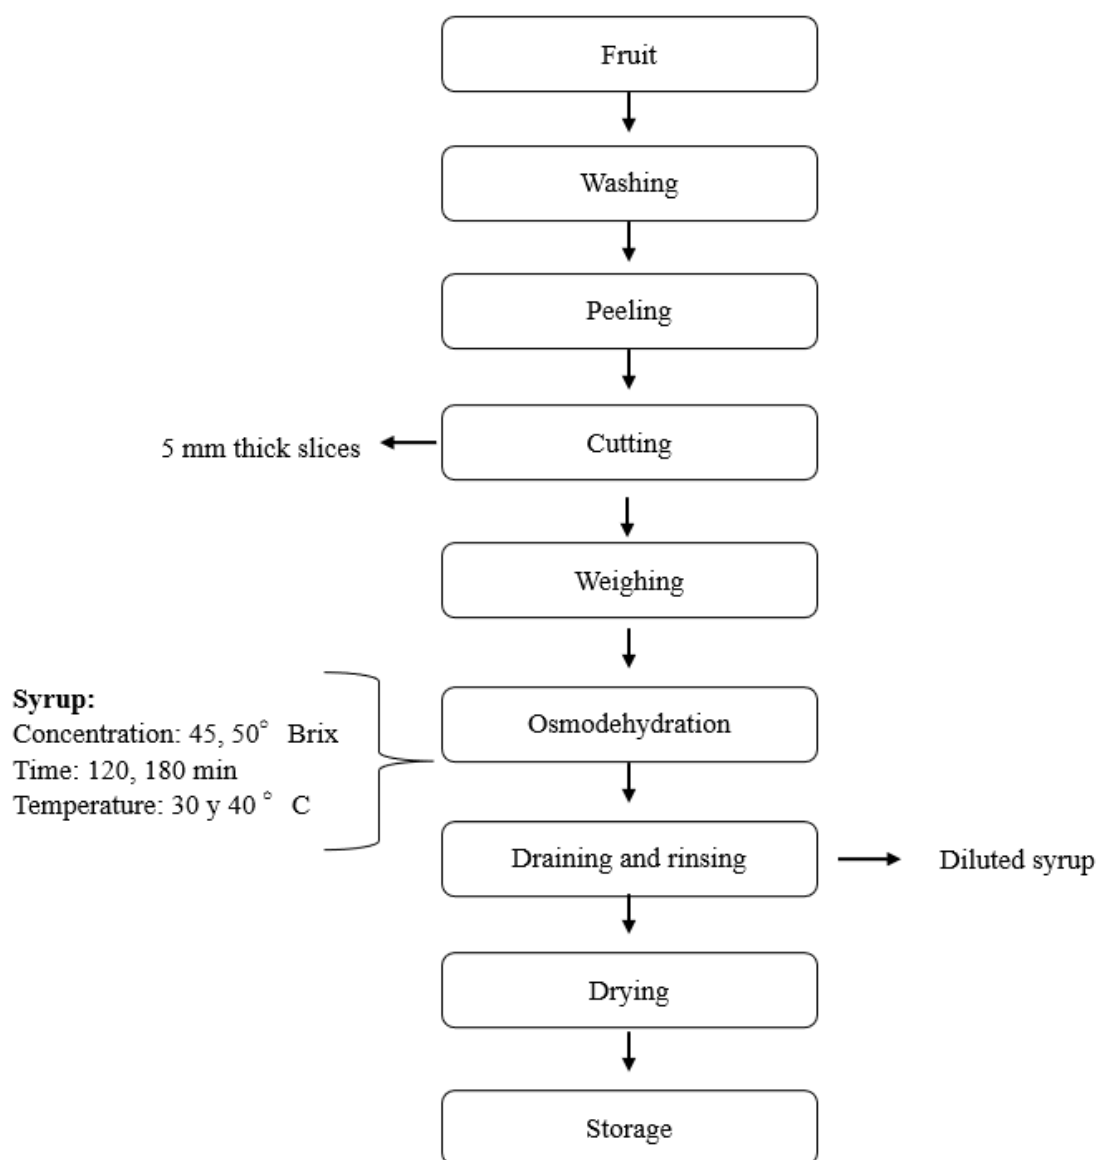 Fruit
Washing
Peeling
Cutting
5 mm thick slices
Weighing
Osmodehydration
Syrup:
Concentration: 45, 50° Brix
Time: 120, 180 min
Temperature: 30 y 40 ° C
Draining and rinsing
Diluted syrup
Drying
Storage